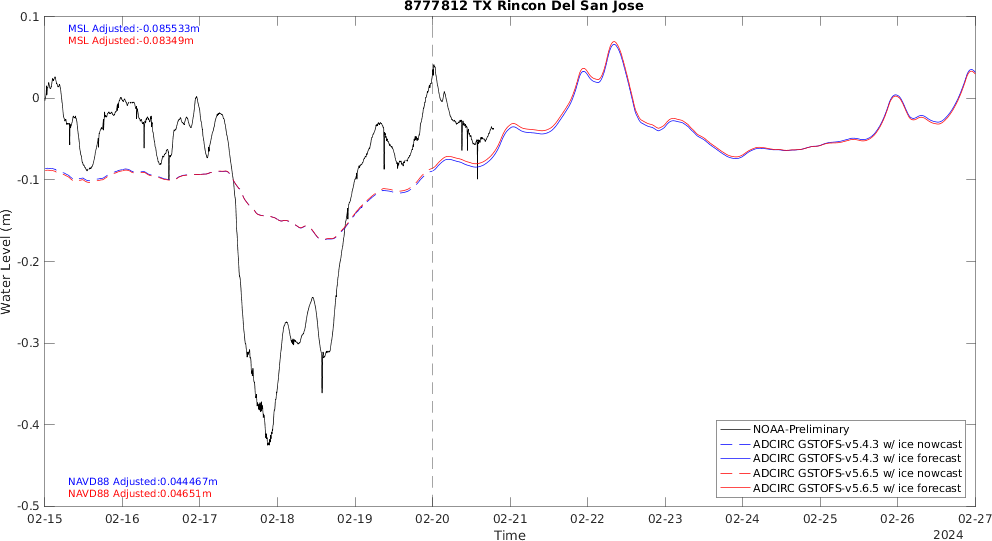 8777812 TX Rincon Del San Jose
MSL Adjusted:-0.085533m
MSL Adjusted:-0.08349m
0.1
0
-0.1
-0.2
-0.3
-0.4
-0.5
Water Level (m)
NAVD88 Adjusted:0.044467m
NAVD88 Adjusted:0.04651m
NOAA-Preliminary
ADCIRC GSTOFS-v5.4.3 w/ ice nowcast
ADCIRC GSTOFS-v5.4.3 w/ ice forecast
ADCIRC GSTOFS-v5.6.5 w/ ice nowcast
ADCIRC GSTOFS-v5.6.5 w/ ice forecast
02-15 02-16 02-17 02-18 02-19 02-20 02-21 02-22 02-23 02-24 02-25 02-26 02-27
Time
2024